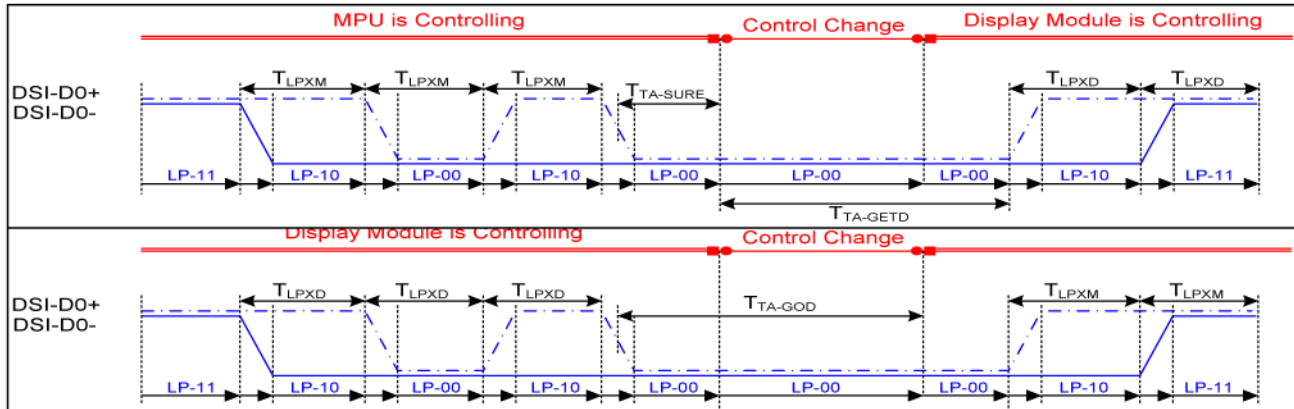 MPU is Controlling Control Change Display Module is Controlling
TLPXM TLPXM TLPXM TLPXD TLPXD
DSI-D0+
DSI-D0-
TTA-SURE
LP-11 LP-10 LP-00 LP-10 LP-00 LP-00 LP-00 LP-10 LP-11
TTA-GETD
Display Module is Controlling Control Change
TLPXD TLPXD TLPXD TLPXM TLPXM
DSI-D0+
DSI-D0-
TTA-GOD
LP-11 LP-10 LP-00 LP-10 LP-00 LP-00 LP-00 LP-10 LP-11